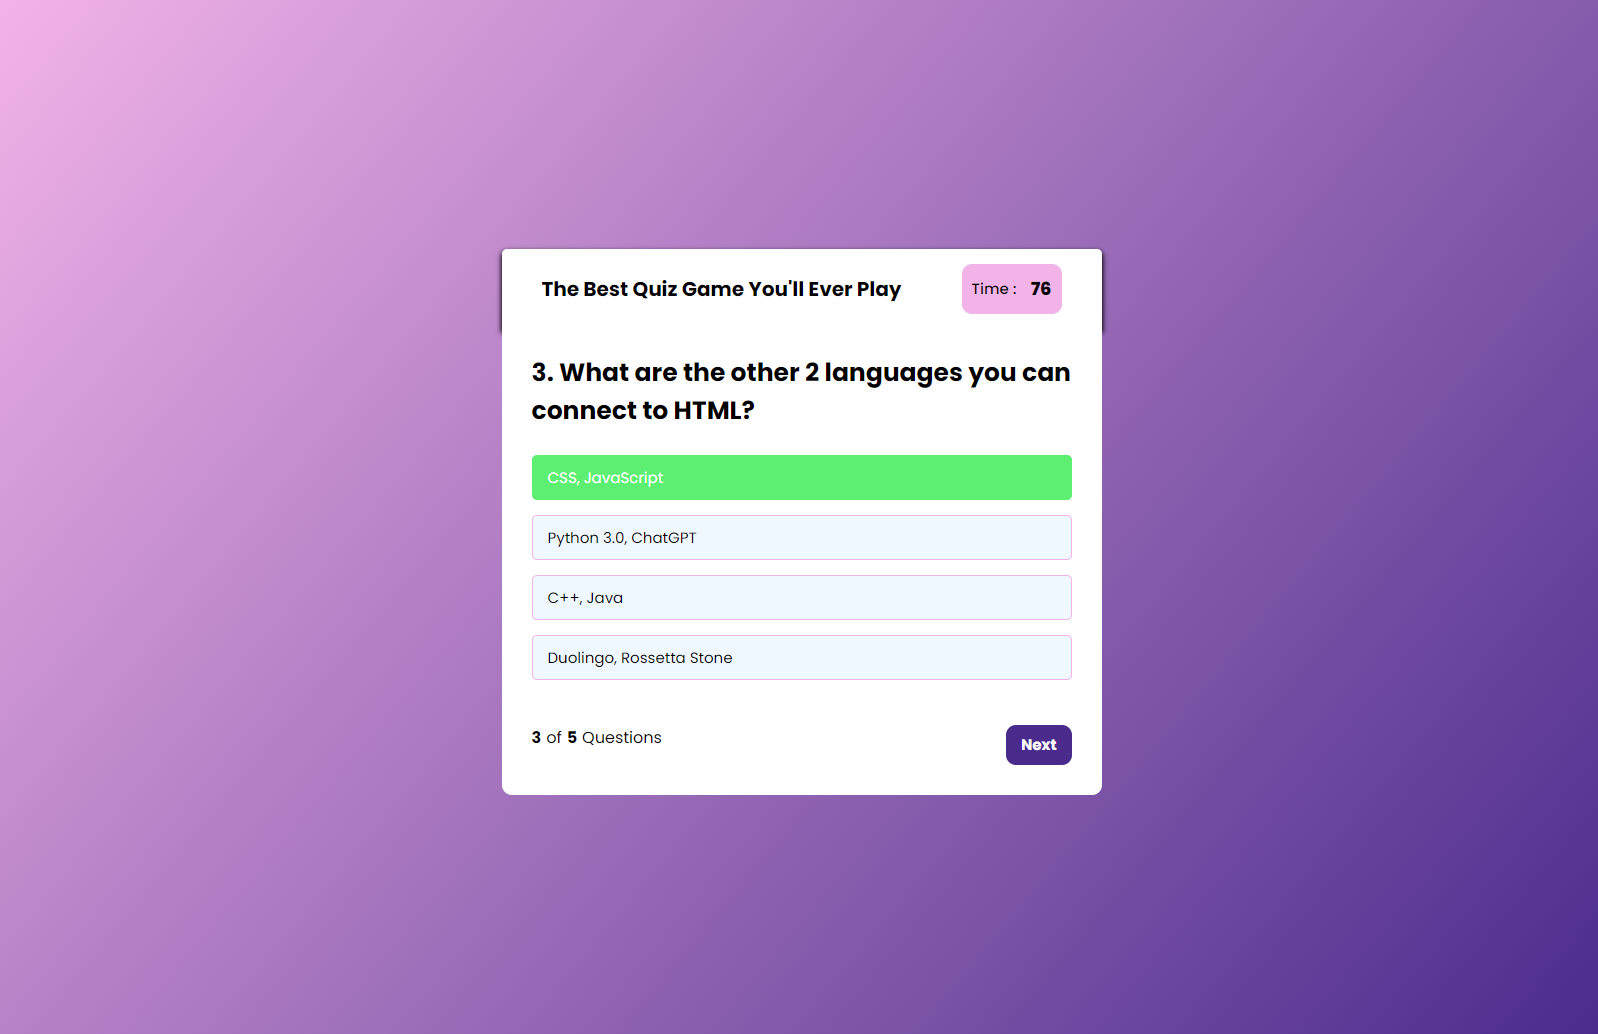 The Best Quiz Game You'll Ever Play
Time : 76
3. What are the other 2 languages you can
connect to HTML?
CSS, JavaScript
Python 3.0, ChatGPT
C++, Java
Duolingo, Rossetta Stone
3 of 5 Questions
Next